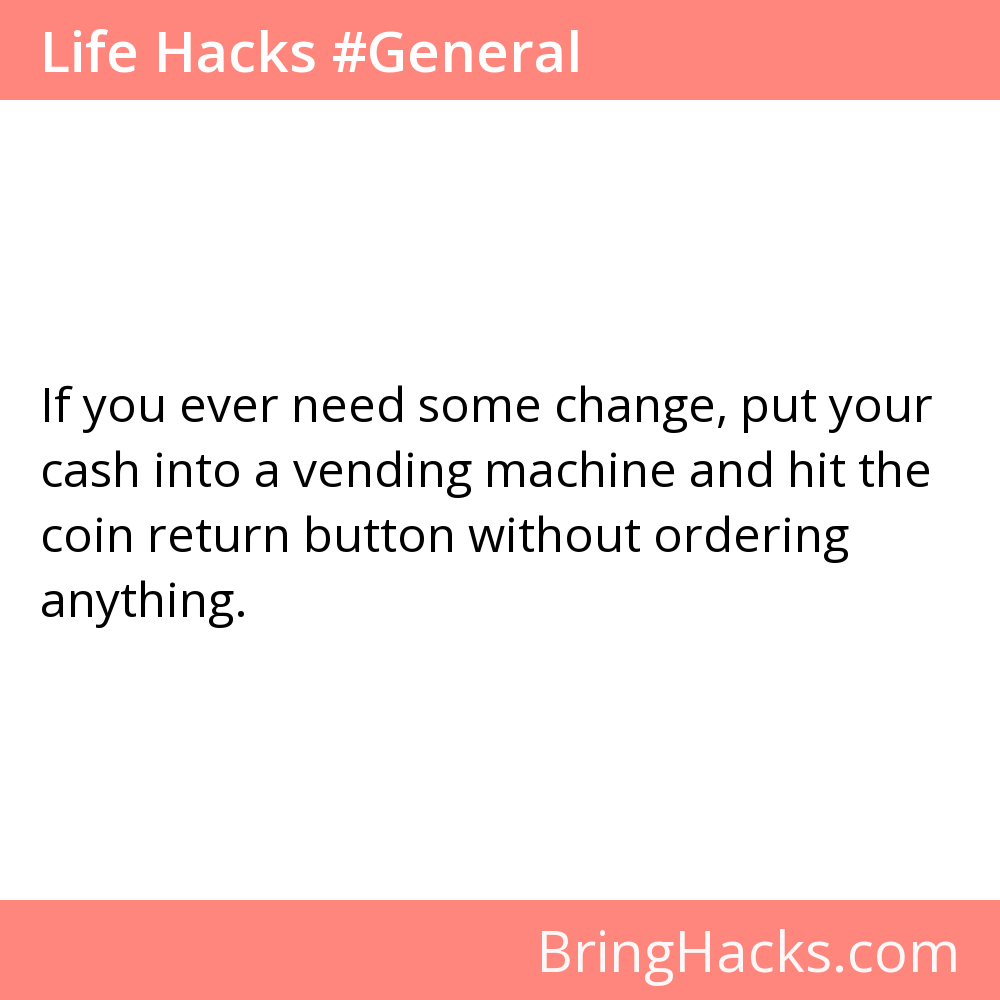 Life Hacks #General
If you ever need some change, put your
cash into a vending machine and hit the
coin return button without ordering
anything.
BringHacks.com